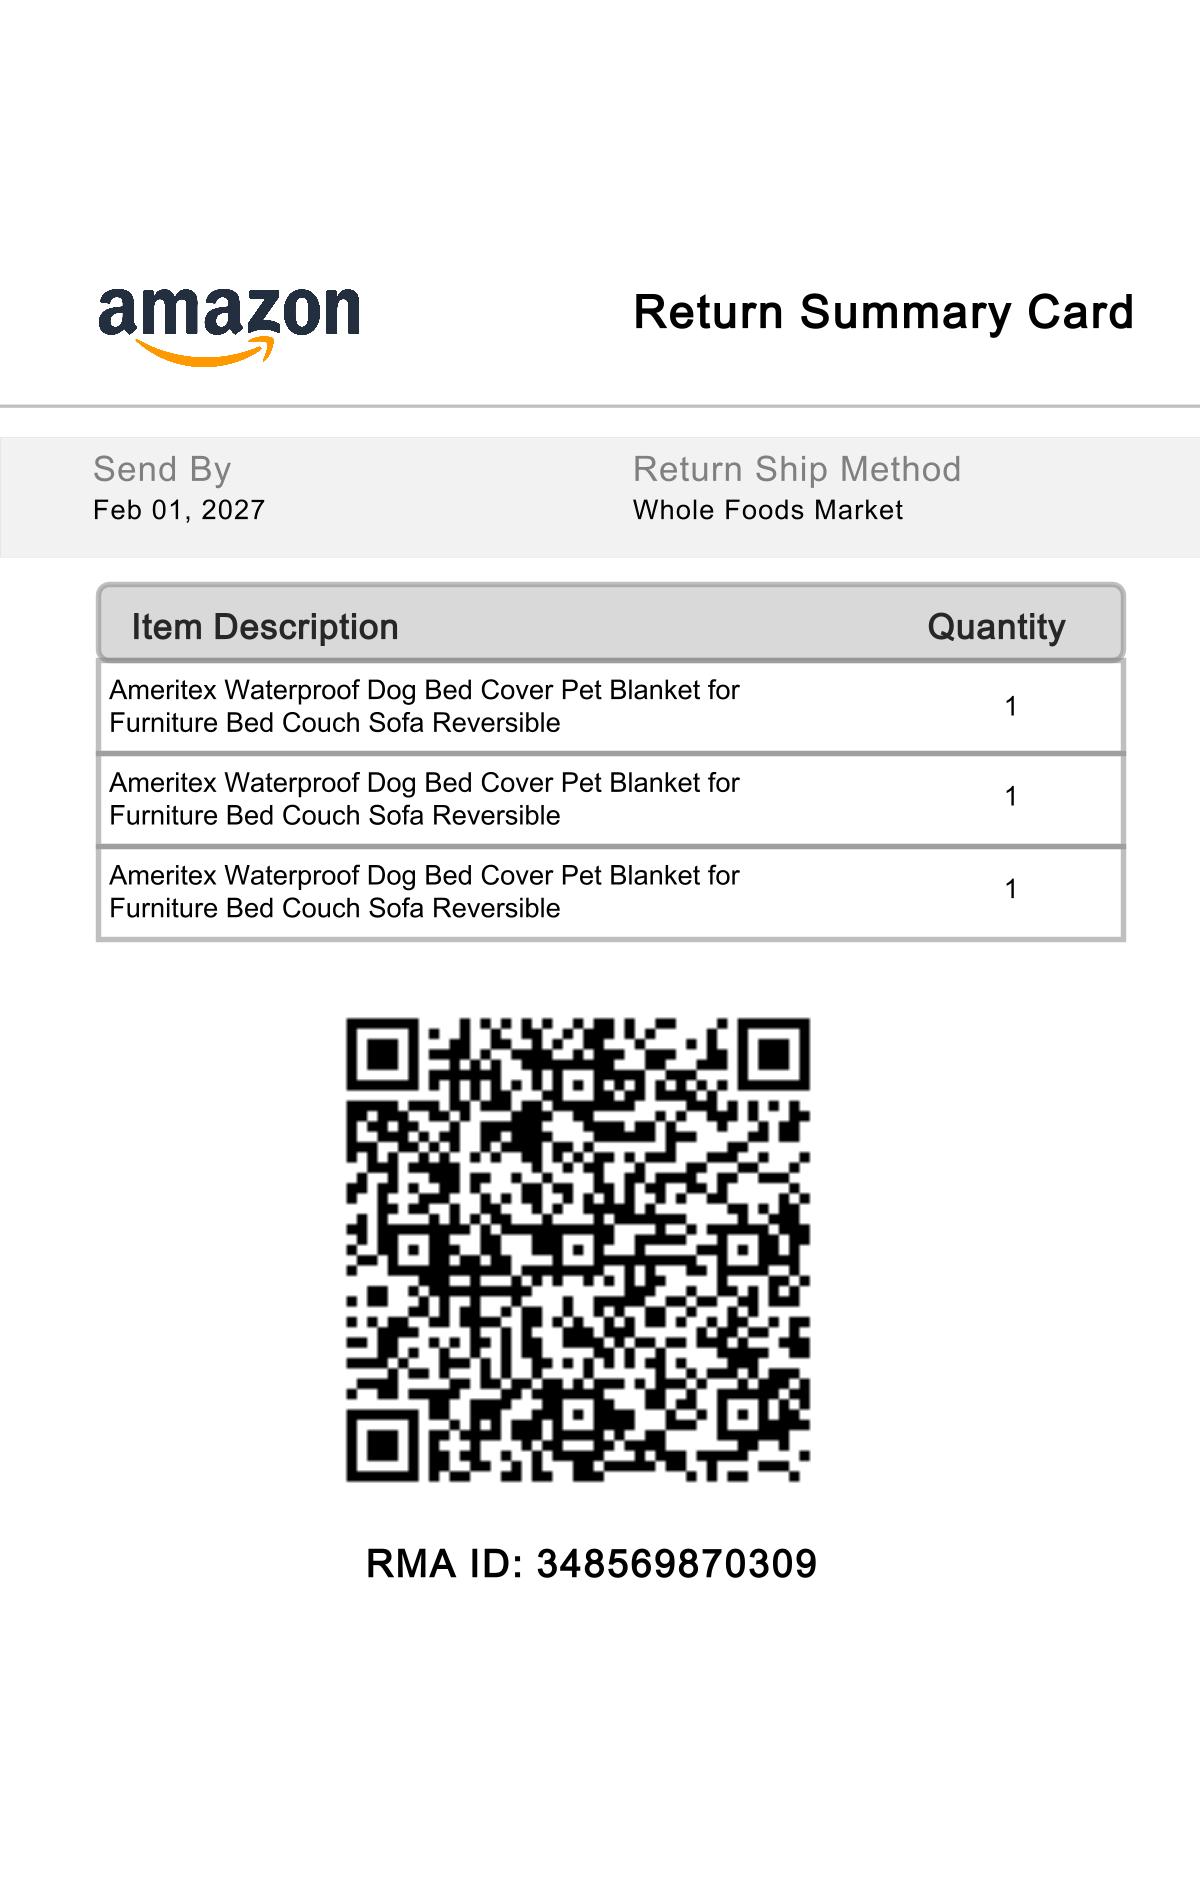 amazon
Return Summary Card
Send By
Return Ship Method
Feb 01, 2027
Whole Foods Market
Item Description
Quantity
Ameritex Waterproof Dog Bed Cover Pet Blanket for
Furniture Bed Couch Sofa Reversible
1
Ameritex Waterproof Dog Bed Cover Pet Blanket for
Furniture Bed Couch Sofa Reversible
1
Ameritex Waterproof Dog Bed Cover Pet Blanket for
Furniture Bed Couch Sofa Reversible
1
RMA ID: 348569870309